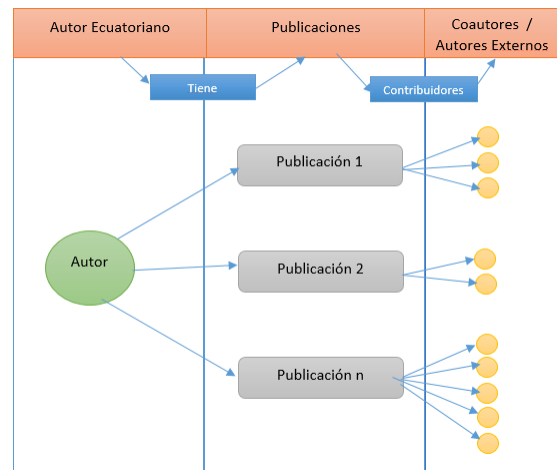 Autor Ecuatoriano
Publicaciones
Coautores /
Autores Externos
Tiene
Contribuidores
Publicación 1
Autor
Publicación 2
Publicación n